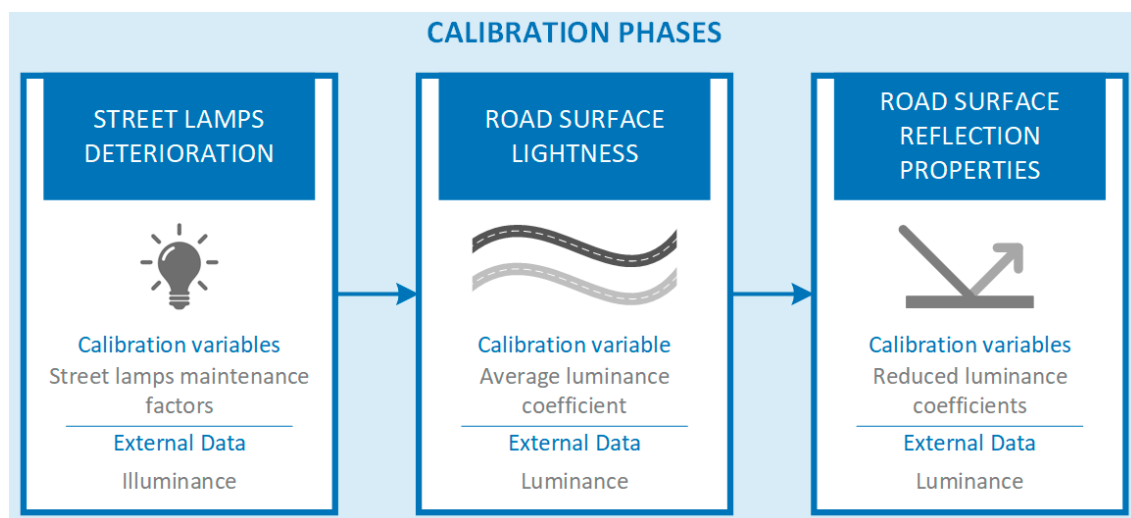 CALIBRATION PHASES
STREET LAMPS
DETERIORATION
Calibration variables
Street lamps maintenance
factors
External Data
Illuminance
ROAD SURFACE
LIGHTNESS
Calibration variable
Average luminance
coefficient
External Data
Luminance
ROAD SURFACE
REFLECTION
PROPERTIES
Calibration variables
Reduced luminance
coefficients
External Data
Luminance